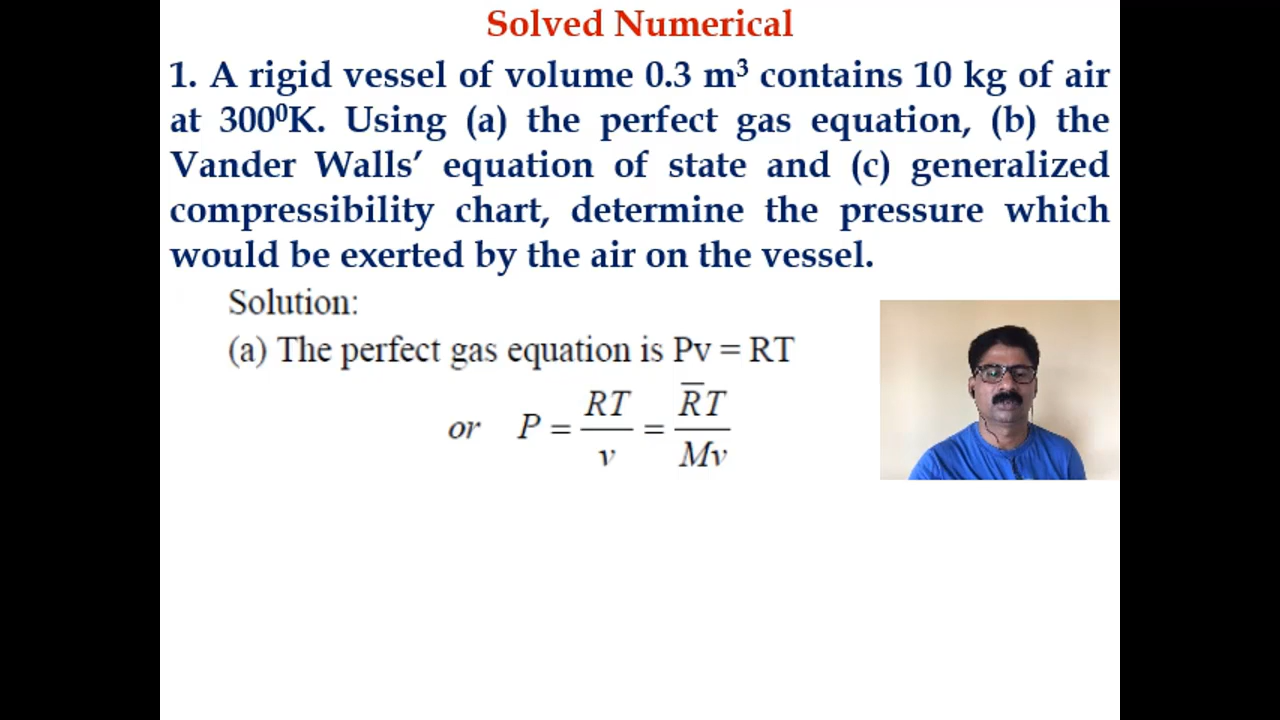 Solved Numerical
1. A rigid vessel of volume 0.3 m³ contains 10 kg of air
at 300⁰K. Using (a) the perfect gas equation, (b) the
Vander Walls’ equation of state and (c) generalized
compressibility chart, determine the pressure which
would be exerted by the air on the vessel.
Solution:
(a) The perfect gas equation is Pv = RT
or P = RT/v = R̅T/Mv